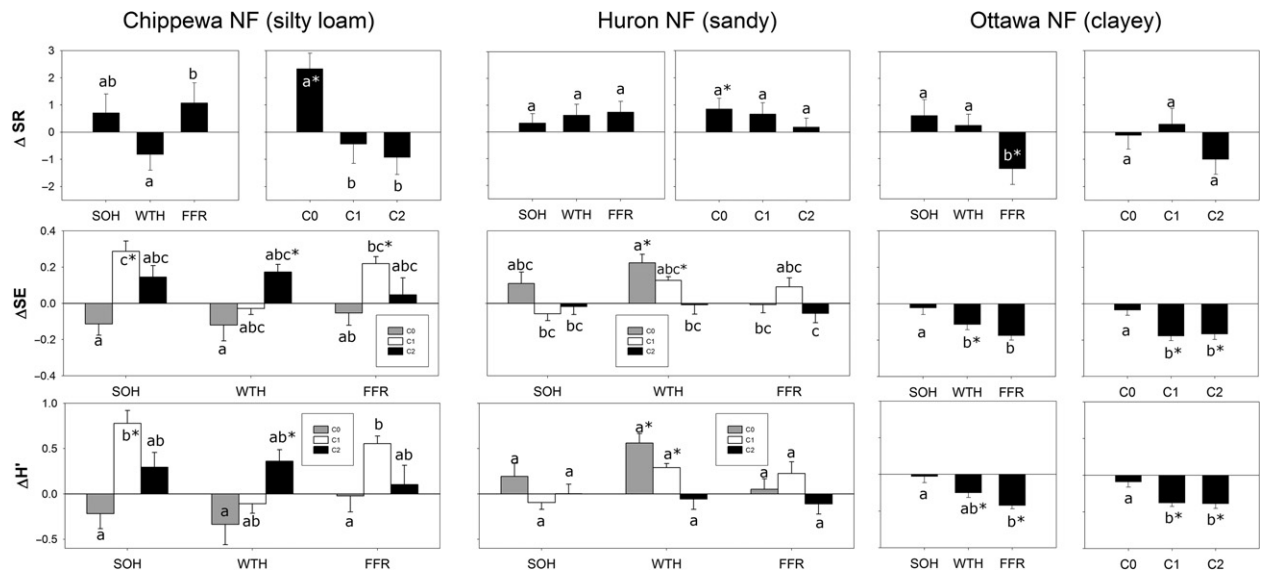 Chippewa NF (silty loam) Huron NF (sandy) Ottawa NF (clayey)
Δ SR
3
2
1
0
−1
−2
ab a b
SOH WTH FFR
a* b b
C0 C1 C2
a a a
SOH WTH FFR
a* a a
C0 C1 C2
a a b*
SOH WTH FFR
a a a
C0 C1 C2
ΔSE
0.4
0.2
0.0
−0.2
−0.4
a c* abc a abc abc* ab bc* abc
C0
C1
C2
SOH WTH FFR
abc bc bc a* abc* abc bc abc c
C0
C1
C2
SOH WTH FFR
a b* b
SOH WTH FFR
a b* b*
C0 C1 C2
ΔH'
1.0
0.5
0.0
−0.5
a b* ab a ab ab* a b ab
C0
C1
C2
SOH WTH FFR
a a a a* a* a a a a
C0
C1
C2
SOH WTH FFR
a ab* b*
SOH WTH FFR
a b* b*
C0 C1 C2